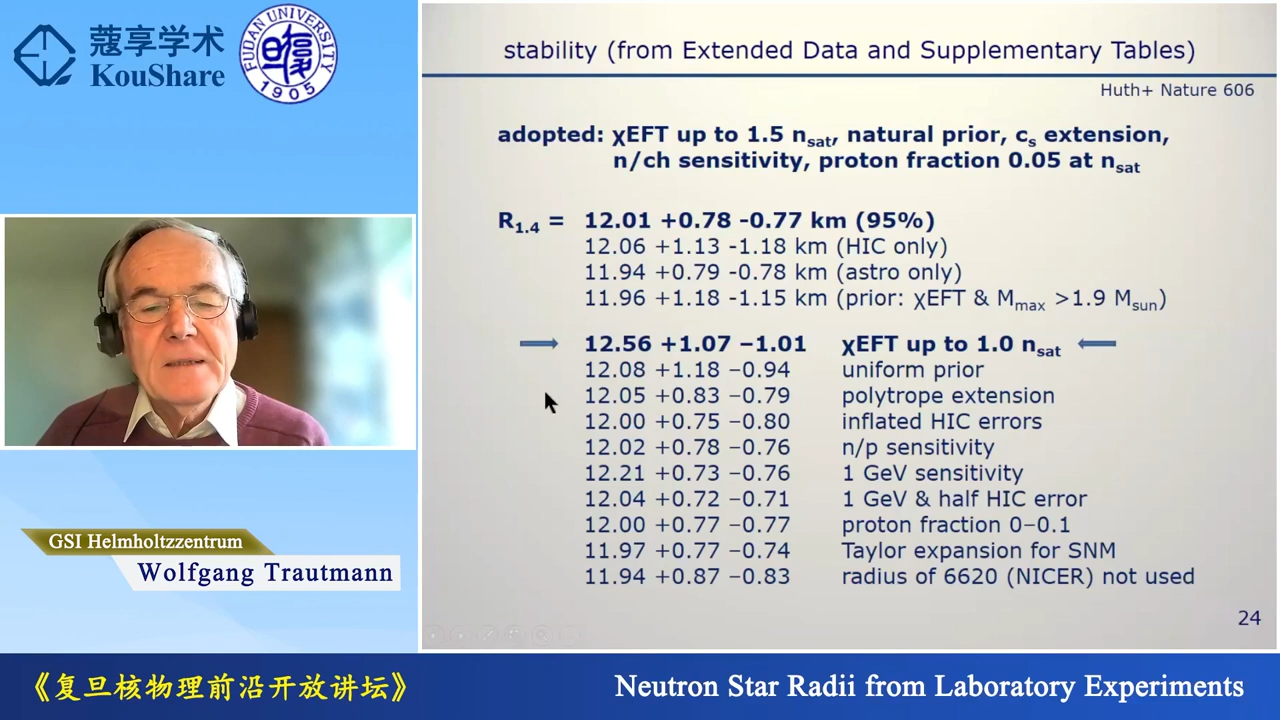 蔻享学术
KouShare
FUDAN UNIVERSITY
1905
stability (from Extended Data and Supplementary Tables)
Huth+ Nature 606
adopted: χEFT up to 1.5 nsat, natural prior, cs extension,
n/ch sensitivity, proton fraction 0.05 at nsat
R1.4 = 12.01 +0.78 -0.77 km (95%)
12.06 +1.13 -1.18 km (HIC only)
11.94 +0.79 -0.78 km (astro only)
11.96 +1.18 -1.15 km (prior: χEFT & Mmax >1.9 Msun)
12.56 +1.07 –1.01 χEFT up to 1.0 nsat
12.08 +1.18 –0.94 uniform prior
12.05 +0.83 –0.79 polytrope extension
12.00 +0.75 –0.80 inflated HIC errors
12.02 +0.78 –0.76 n/p sensitivity
12.21 +0.73 –0.76 1 GeV sensitivity
12.04 +0.72 –0.71 1 GeV & half HIC error
12.00 +0.77 –0.77 proton fraction 0–0.1
11.97 +0.77 –0.74 Taylor expansion for SNM
11.94 +0.87 –0.83 radius of 6620 (NICER) not used
24
GSI Helmholtzzentrum
Wolfgang Trautmann
《复旦核物理前沿开放讲坛》
Neutron Star Radii from Laboratory Experiments